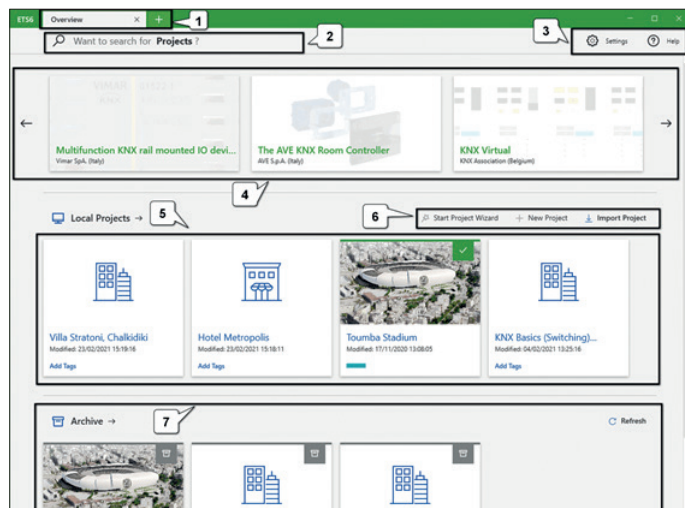 ETS6 Overview × + 1
Want to search for Projects ? 2
3 Settings Help
VIMAR
KNX
Multifunction KNX rail mounted IO devi...
Vimar SpA. (Italy)
The AVE KNX Room Controller
AVE S.p.A. (Italy)
KNX Virtual
KNX Association (Belgium)
4
Local Projects → 5
6 Start Project Wizard + New Project Import Project
Villa Stratoni, Chalkidiki
Modified: 23/02/2021 15:19:16
Add Tags
Hotel Metropolis
Modified: 23/02/2021 15:18:11
Add Tags
Toumba Stadium
Modified: 17/11/2020 13:08:05
KNX Basics (Switching)...
Modified: 04/02/2021 13:25:16
Add Tags
Archive → 7
Refresh